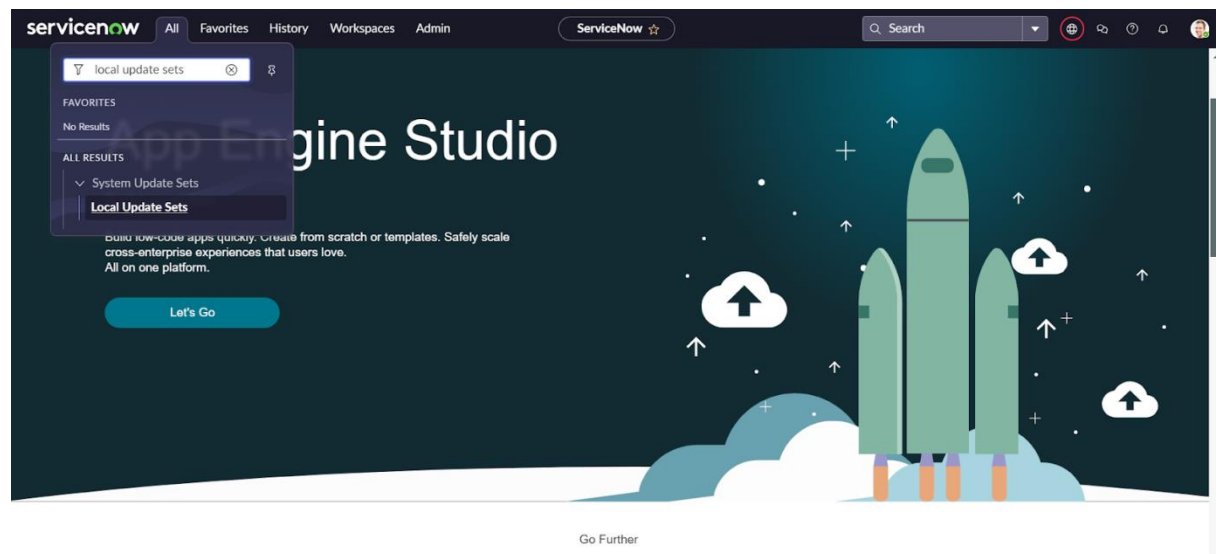 servicenow All Favorites History Workspaces Admin ServiceNow Search
local update sets
FAVORITES
No Results
App Engine Studio
ALL RESULTS
System Update Sets
Local Update Sets
Build low-code apps quickly. Create from scratch or templates. Safely scale
cross-enterprise experiences that users love.
All on one platform.
Let's Go
Go Further